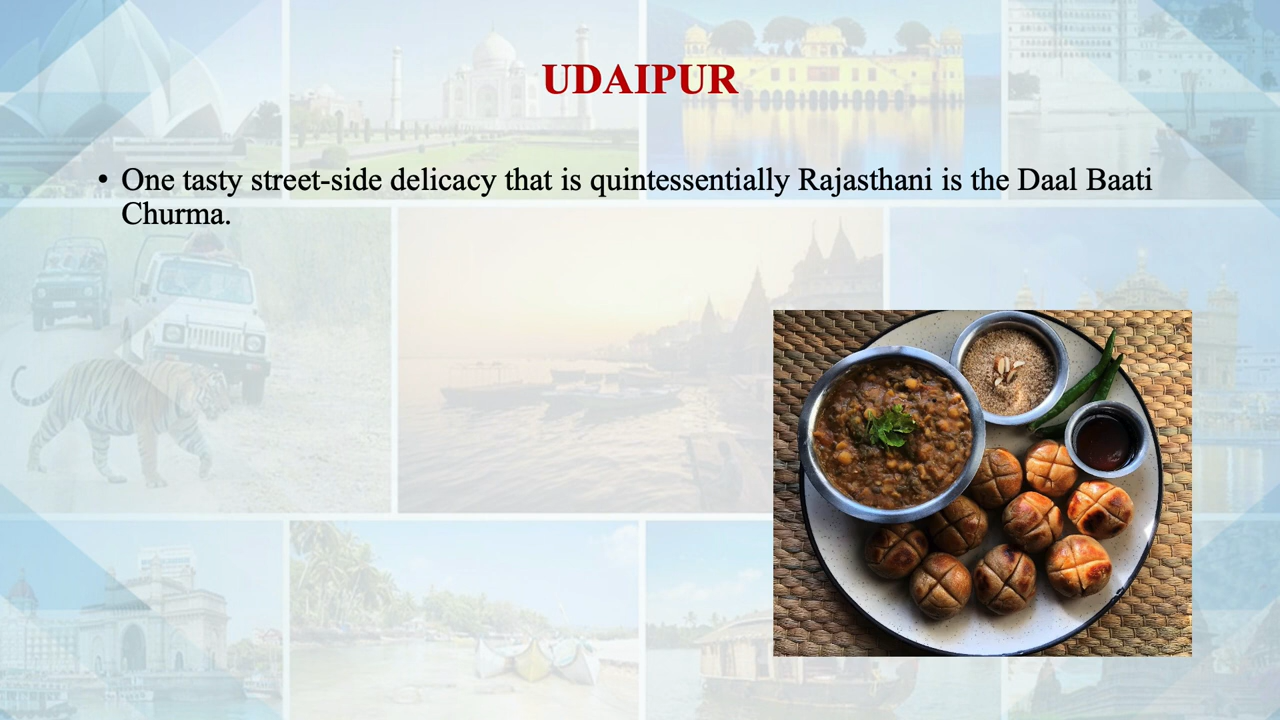 UDAIPUR
• One tasty street-side delicacy that is quintessentially Rajasthani is the Daal Baati
Churma.